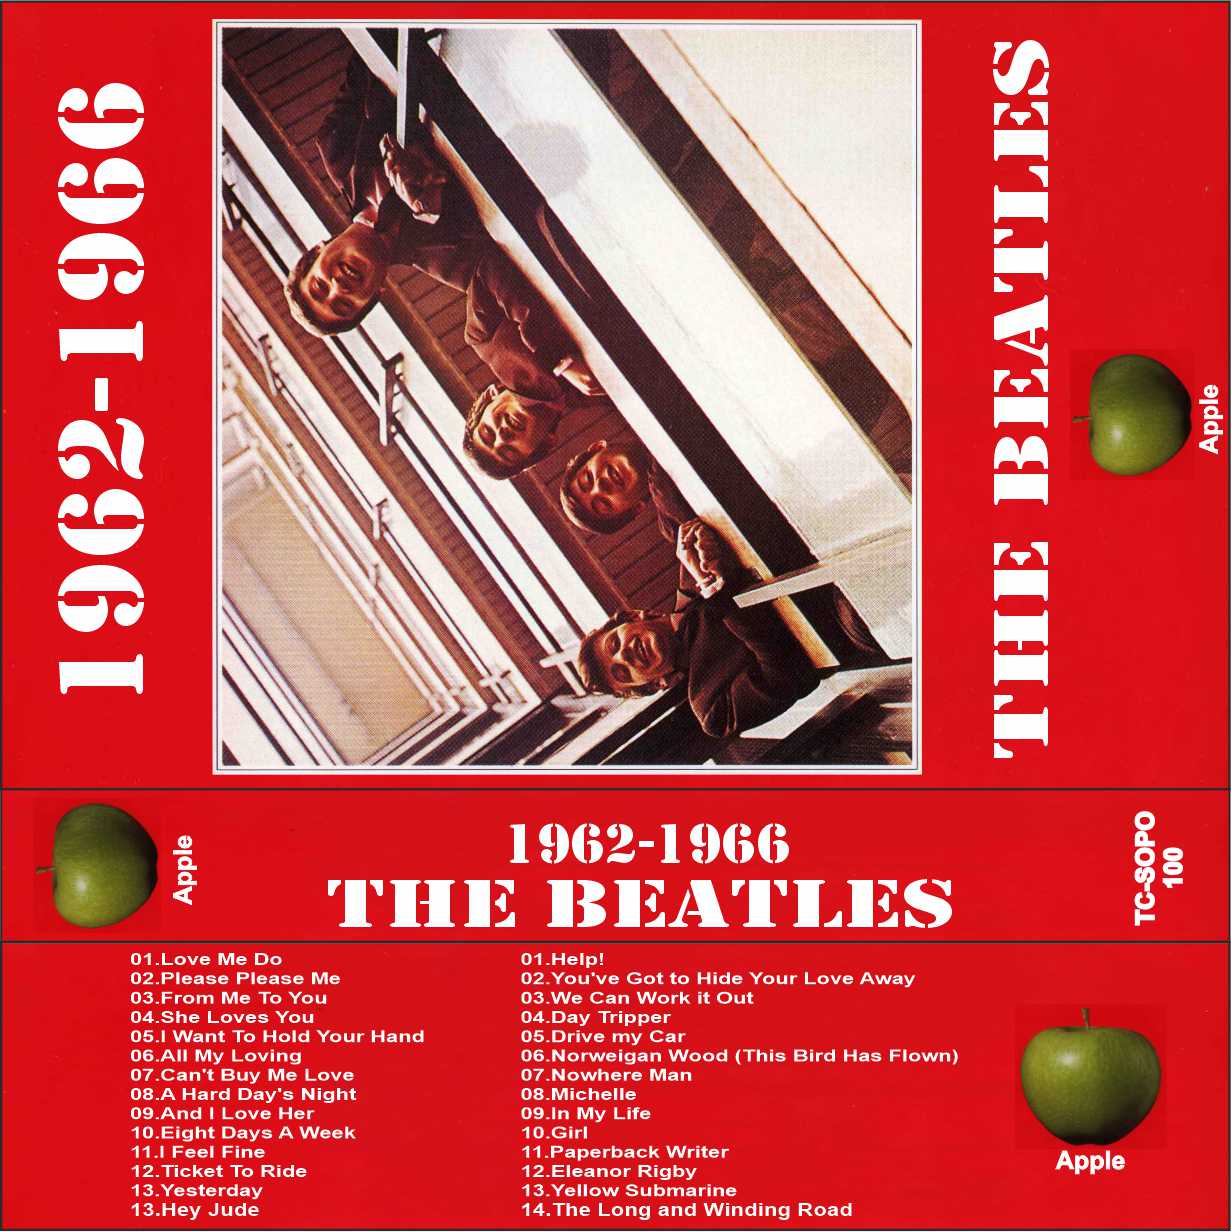 1962-1966
THE BEATLES
Apple
Apple
1962-1966
THE BEATLES
TC-SOPO
100
01.Love Me Do
02.Please Please Me
03.From Me To You
04.She Loves You
05.I Want To Hold Your Hand
06.All My Loving
07.Can't Buy Me Love
08.A Hard Day's Night
09.And I Love Her
10.Eight Days A Week
11.I Feel Fine
12.Ticket To Ride
13.Yesterday
13.Hey Jude
01.Help!
02.You've Got to Hide Your Love Away
03.We Can Work it Out
04.Day Tripper
05.Drive my Car
06.Norweigan Wood (This Bird Has Flown)
07.Nowhere Man
08.Michelle
09.In My Life
10.Girl
11.Paperback Writer
12.Eleanor Rigby
13.Yellow Submarine
14.The Long and Winding Road
Apple